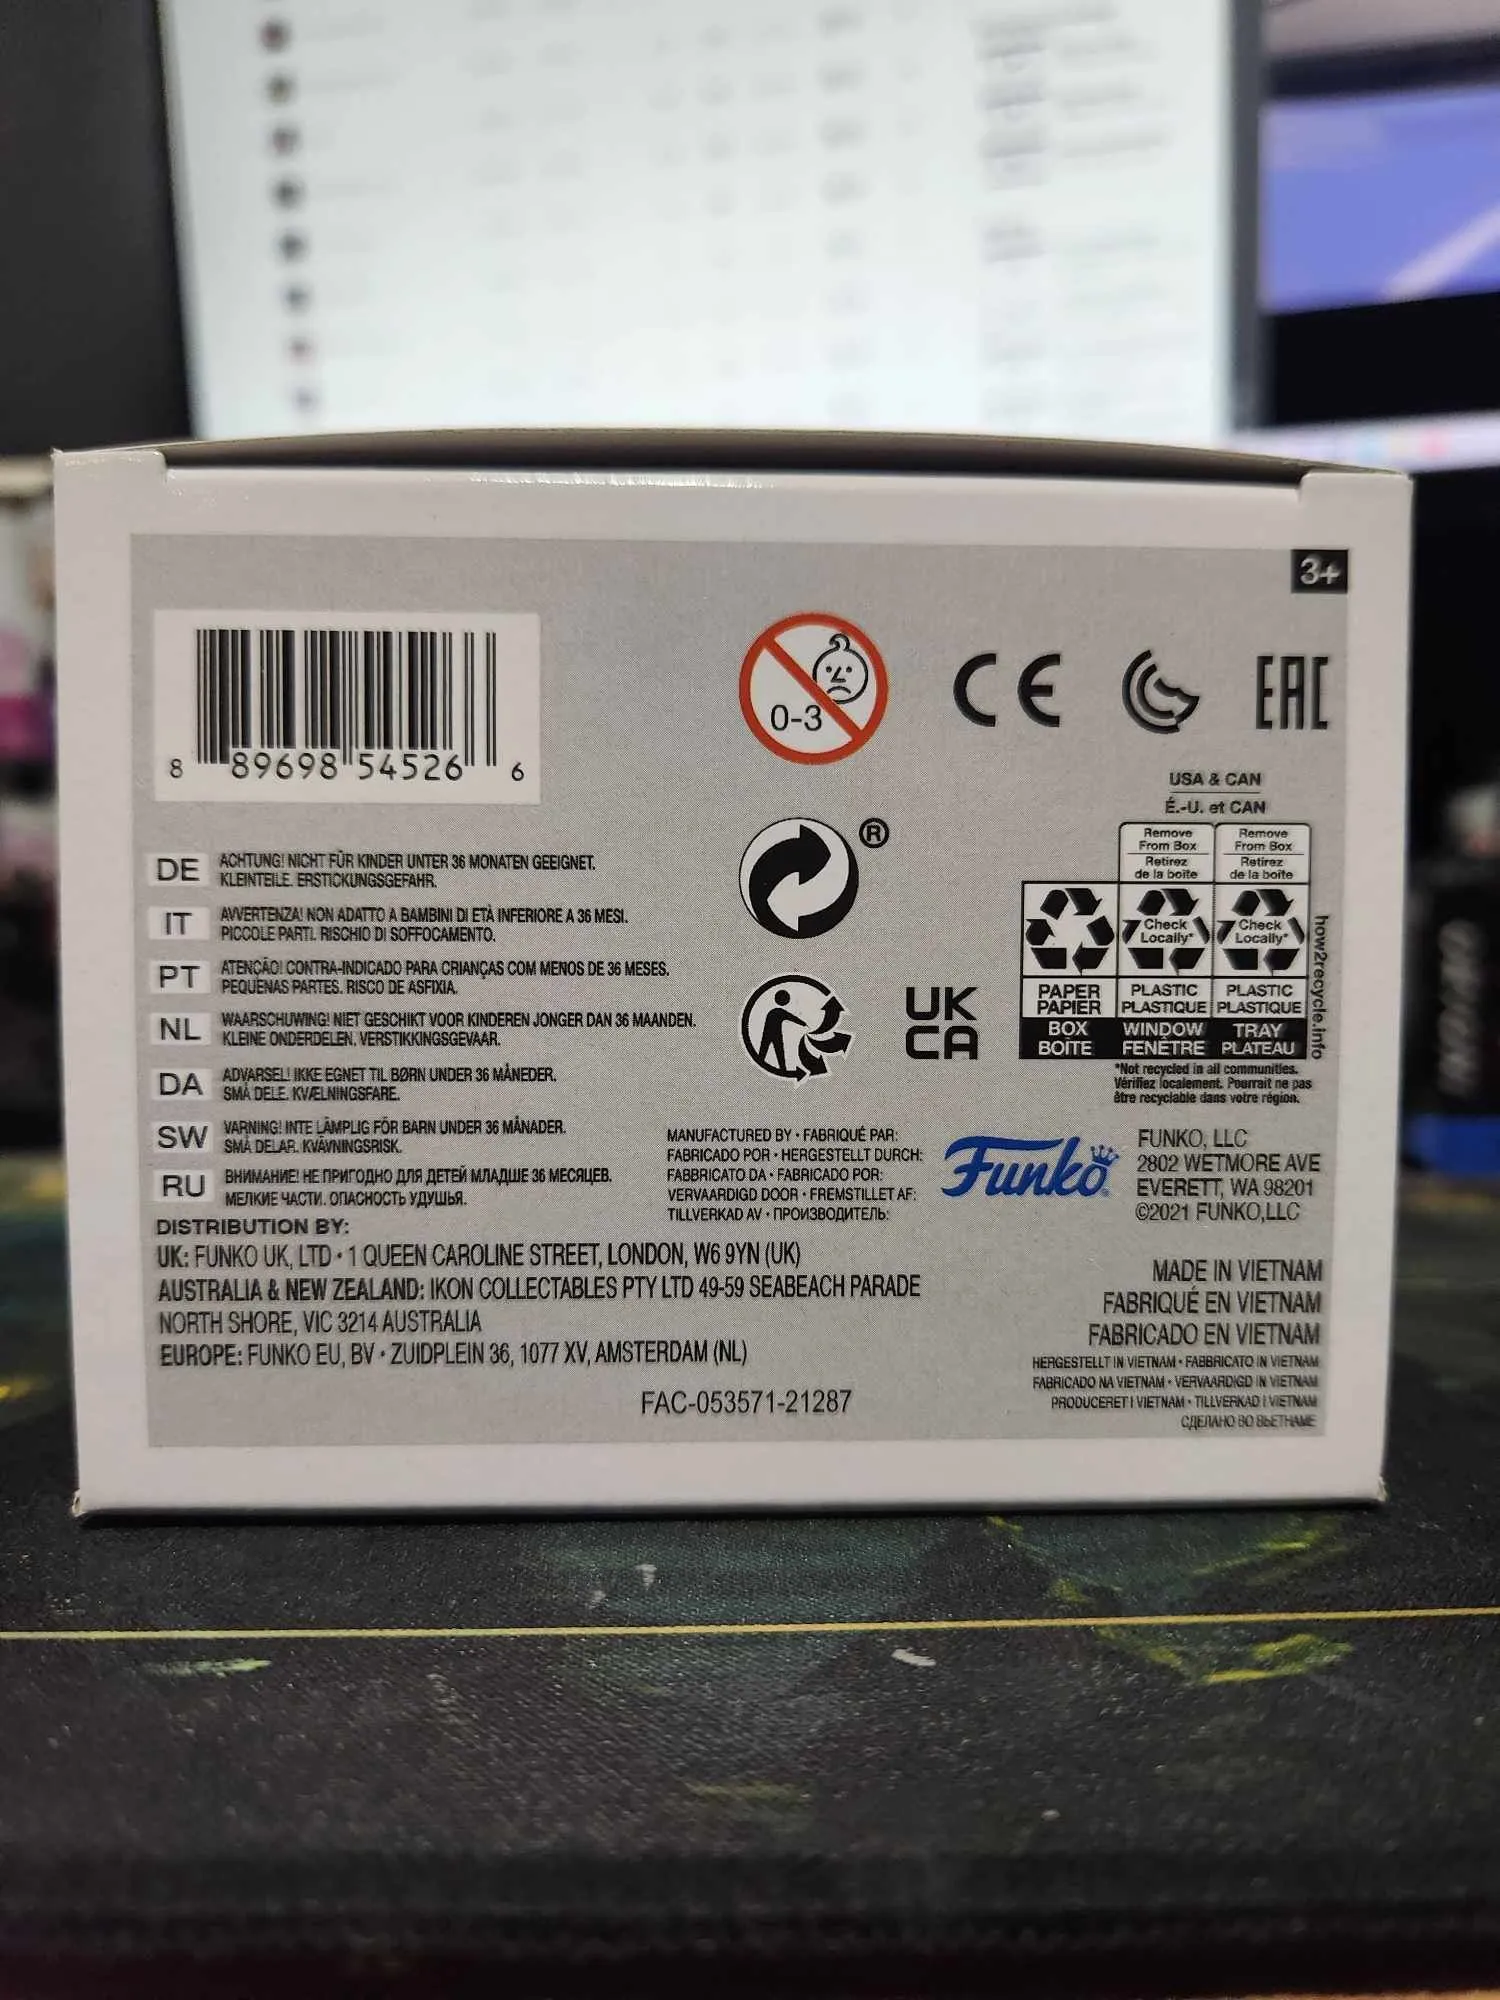 3+
8 89698 54526 6
0-3
CE
EAC
USA & CAN
É.-U. et CAN
Remove From Box
Retirez de la boîte
Remove From Box
Retirez de la boîte
®
Check Locally*
Check Locally*
how2recycle.info
PAPER PAPIER
PLASTIC PLASTIQUE
PLASTIC PLASTIQUE
BOX BOÎTE
WINDOW FENÊTRE
TRAY PLATEAU
*Not recycled in all communities.
Vérifiez localement. Pourrait ne pas
être recyclable dans votre région.
UK
CA
DE ACHTUNG! NICHT FÜR KINDER UNTER 36 MONATEN GEEIGNET.
KLEINTEILE. ERSTICKUNGSGEFAHR.
IT AVVERTENZA! NON ADATTO A BAMBINI DI ETÀ INFERIORE A 36 MESI.
PICCOLE PARTI. RISCHIO DI SOFFOCAMENTO.
PT ATENÇÃO! CONTRA-INDICADO PARA CRIANÇAS COM MENOS DE 36 MESES.
PEQUENAS PARTES. RISCO DE ASFIXIA.
NL WAARSCHUWING! NIET GESCHIKT VOOR KINDEREN JONGER DAN 36 MAANDEN.
KLEINE ONDERDELEN. VERSTIKKINGSGEVAAR.
DA ADVARSEL! IKKE EGNET TIL BØRN UNDER 36 MÅNEDER.
SMÅ DELE. KVÆLNINGSFARE.
SW VARNING! INTE LÄMPLIG FÖR BARN UNDER 36 MÅNADER.
SMÅ DELAR. KVÄVNINGSRISK.
RU ВНИМАНИЕ! НЕ ПРИГОДНО ДЛЯ ДЕТЕЙ МЛАДШЕ 36 МЕСЯЦЕВ.
МЕЛКИЕ ЧАСТИ. ОПАСНОСТЬ УДУШЬЯ.
MANUFACTURED BY • FABRIQUÉ PAR:
FABRICADO POR • HERGESTELLT DURCH:
FABBRICATO DA • FABRICADO POR:
VERVAARDIGD DOOR • FREMSTILLET AF:
TILLVERKAD AV • ПРОИЗВОДИТЕЛЬ:
Funko
FUNKO, LLC
2802 WETMORE AVE
EVERETT, WA 98201
©2021 FUNKO,LLC
DISTRIBUTION BY:
UK: FUNKO UK, LTD • 1 QUEEN CAROLINE STREET, LONDON, W6 9YN (UK)
AUSTRALIA & NEW ZEALAND: IKON COLLECTABLES PTY LTD 49-59 SEABEACH PARADE
NORTH SHORE, VIC 3214 AUSTRALIA
EUROPE: FUNKO EU, BV • ZUIDPLEIN 36, 1077 XV, AMSTERDAM (NL)
MADE IN VIETNAM
FABRIQUÉ EN VIETNAM
FABRICADO EN VIETNAM
HERGESTELLT IN VIETNAM • FABBRICATO IN VIETNAM
FABRICADO NA VIETNAM • VERVAARDIGD IN VIETNAM
PRODUCERET I VIETNAM • TILLVERKAD I VIETNAM
СДЕЛАНО ВО ВЬЕТНАМЕ
FAC-053571-21287